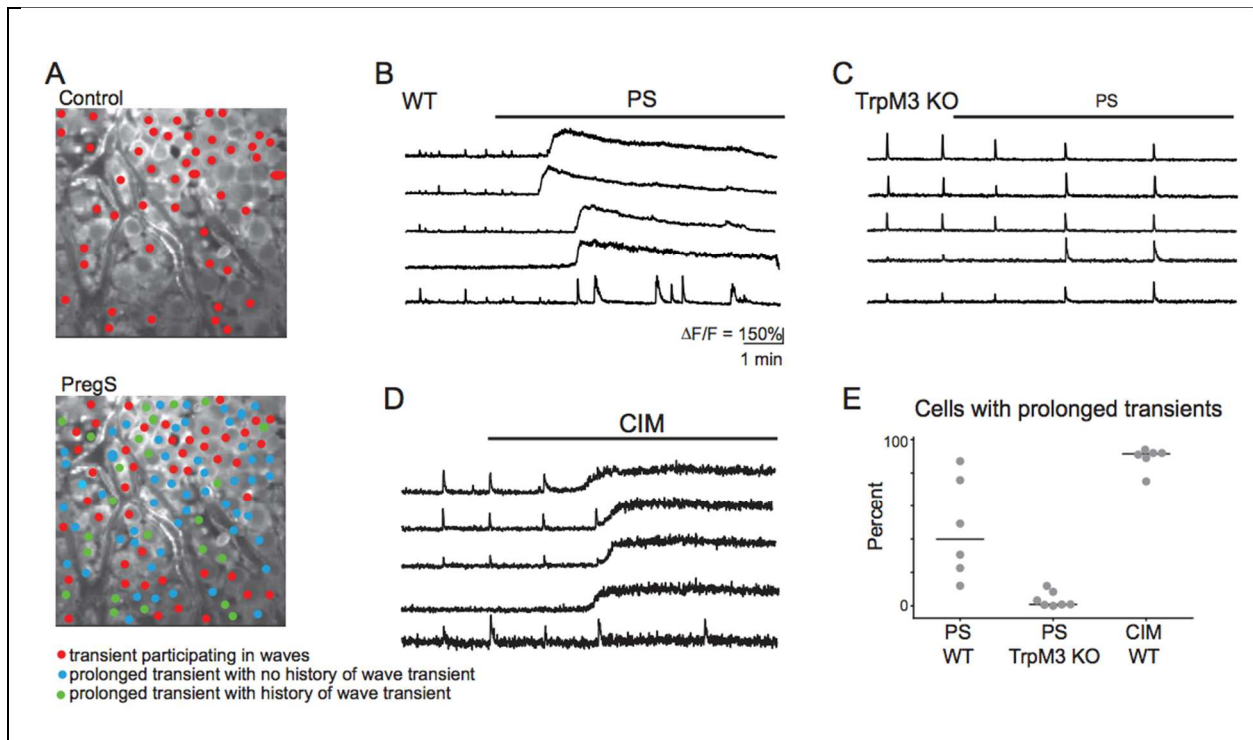 A
Control
PregS
transient participating in waves
prolonged transient with no history of wave transient
prolonged transient with history of wave transient
B
WT
PS
ΔF/F = 150%
1 min
C
TrpM3 KO
PS
D
CIM
E
Cells with prolonged transients
100
Percent
0
PS
WT
PS
TrpM3 KO
CIM
WT